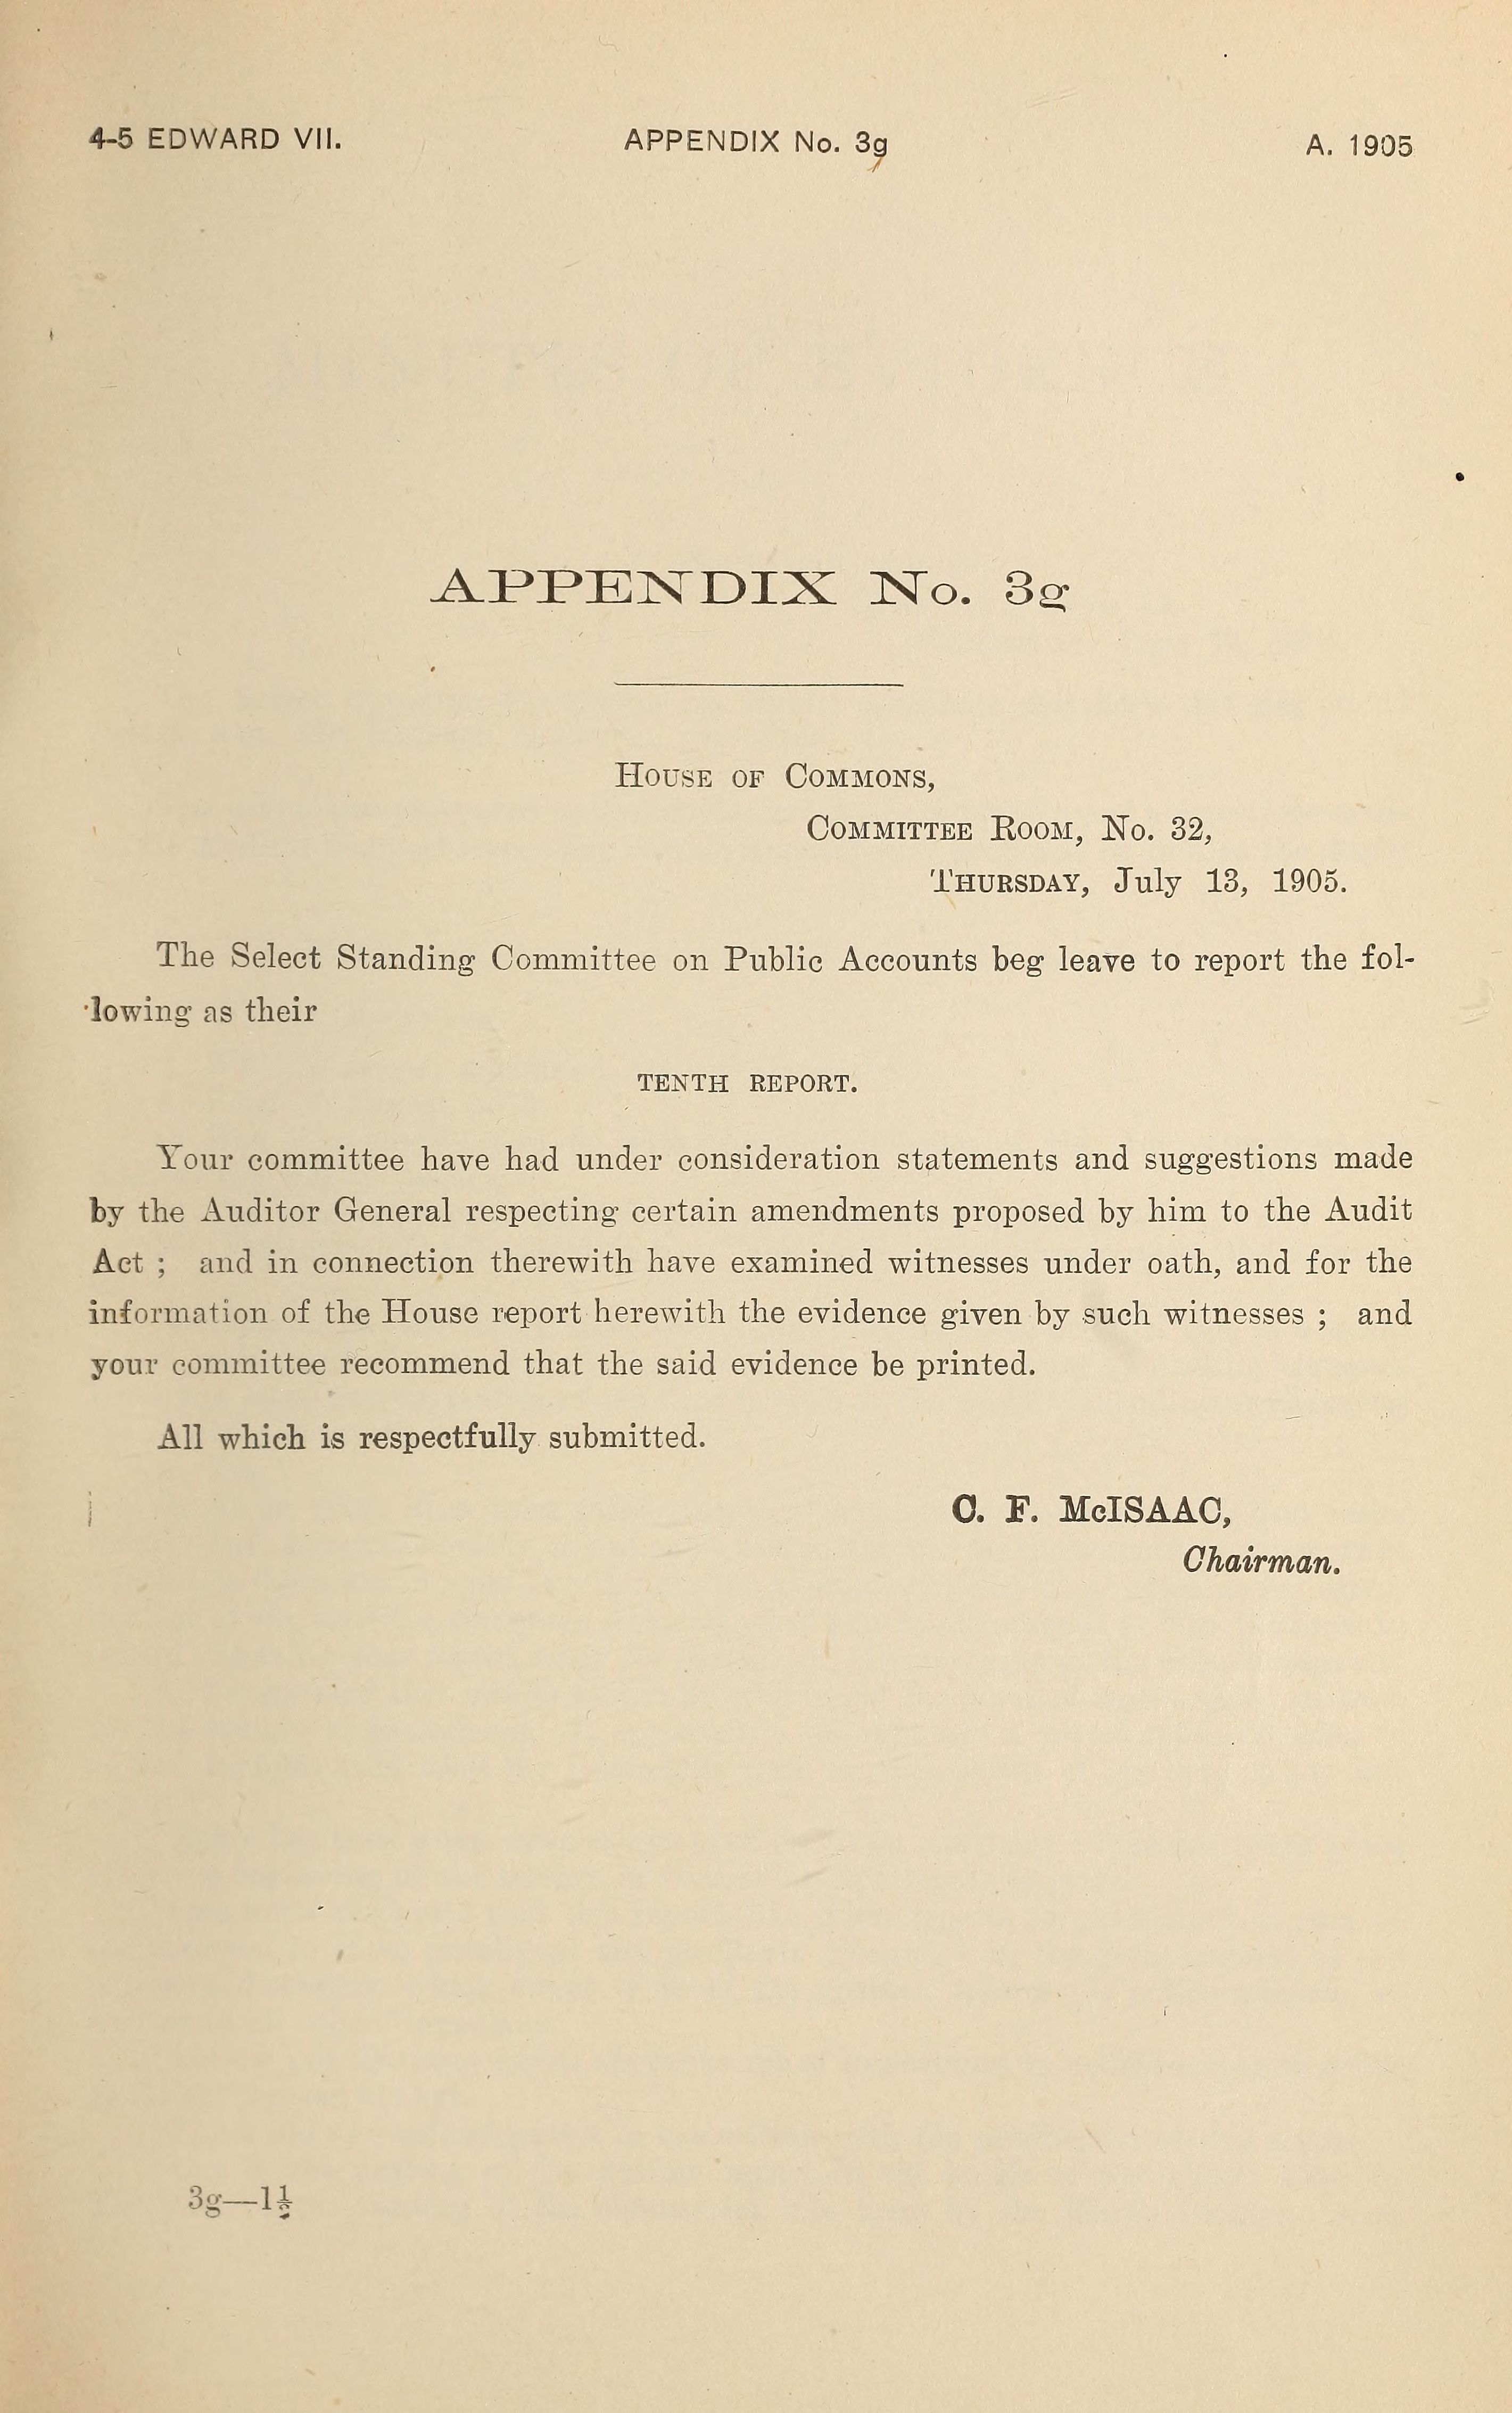 4-5 EDWARD VII. APPENDIX No. 3g A. 1905
APPENDIX No. 3g
HOUSE OF COMMONS,
COMMITTEE ROOM, No. 32,
THURSDAY, July 13, 1905.
The Select Standing Committee on Public Accounts beg leave to report the fol-
lowing as their
TENTH REPORT.
Your committee have had under consideration statements and suggestions made
by the Auditor General respecting certain amendments proposed by him to the Audit
Act ; and in connection therewith have examined witnesses under oath, and for the
information of the House report herewith the evidence given by such witnesses ; and
your committee recommend that the said evidence be printed.
All which is respectfully submitted.
C. F. McISAAC,
Chairman.
3g—1½